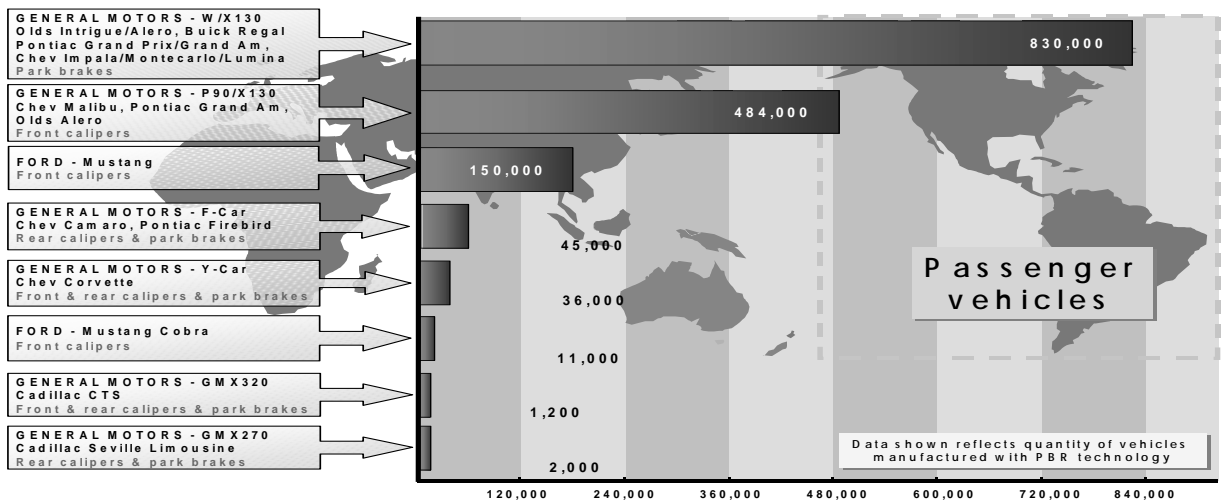 GENERAL MOTORS - W/X130
Olds Intrigue/Alero, Buick Regal
Pontiac Grand Prix/Grand Am,
Chev Impala/Montecarlo/Lumina
Park brakes
830,000
GENERAL MOTORS - P90/X130
Chev Malibu, Pontiac Grand Am,
Olds Alero
Front calipers
484,000
FORD - Mustang
Front calipers
150,000
GENERAL MOTORS - F-Car
Chev Camaro, Pontiac Firebird
Rear calipers & park brakes
45,000
GENERAL MOTORS - Y-Car
Chev Corvette
Front & rear calipers & park brakes
36,000
FORD - Mustang Cobra
Front calipers
11,000
GENERAL MOTORS - GMX320
Cadillac CTS
Front & rear calipers & park brakes
1,200
GENERAL MOTORS - GMX270
Cadillac Seville Limousine
Rear calipers & park brakes
2,000
Passenger
vehicles
Data shown reflects quantity of vehicles
manufactured with PBR technology
120,000 240,000 360,000 480,000 600,000 720,000 840,000